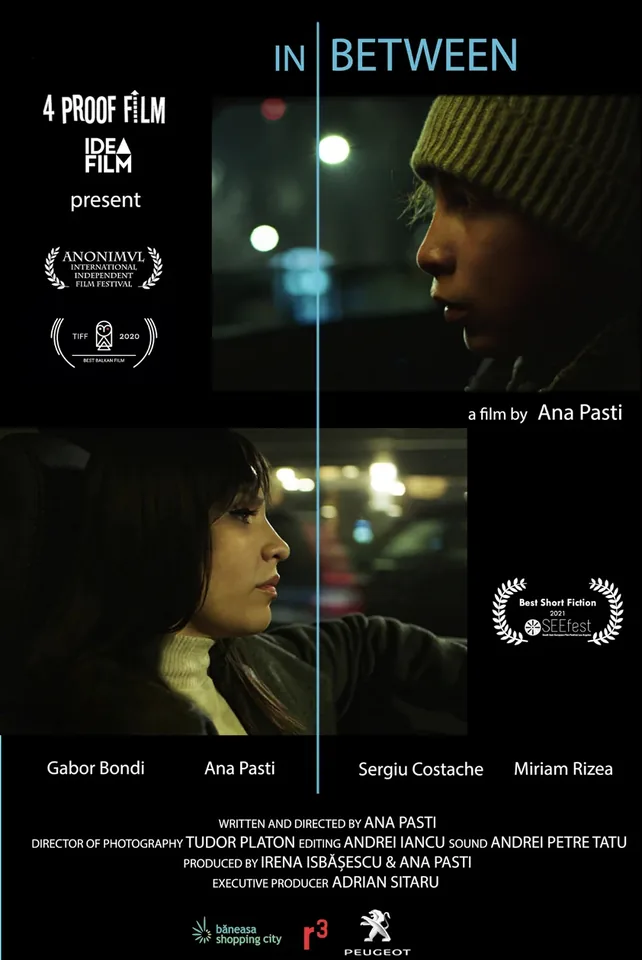 IN BETWEEN
4 PROOF FILM
IDEA
FILM
present
ANONIMVL
INTERNATIONAL
INDEPENDENT
FILM FESTIVAL
TIFF 2020
BEST BALKAN FILM
a film by Ana Pasti
Best Short Fiction
2021
SEEfest
Gabor Bondi Ana Pasti Sergiu Costache Miriam Rizea
WRITTEN AND DIRECTED BY ANA PASTI
DIRECTOR OF PHOTOGRAPHY TUDOR PLATON EDITING ANDREI IANCU SOUND ANDREI PETRE TATU
PRODUCED BY IRENA ISBĂȘESCU & ANA PASTI
EXECUTIVE PRODUCER ADRIAN SITARU
băneasa
shopping city
r3
PEUGEOT